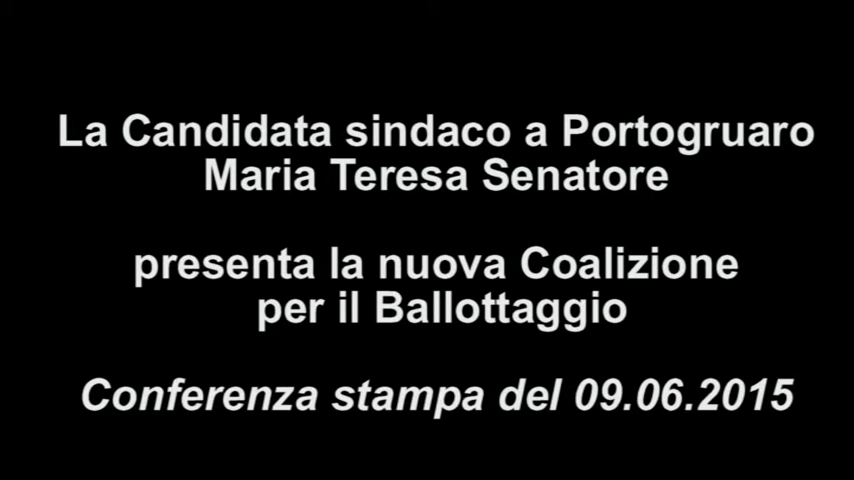 La Candidata sindaco a Portogruaro
Maria Teresa Senatore
presenta la nuova Coalizione
per il Ballottaggio
Conferenza stampa del 09.06.2015